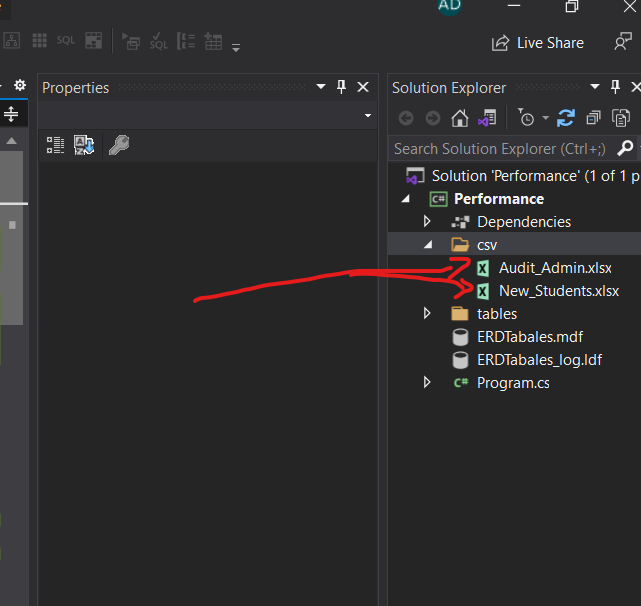 AD
SQL
SQL
Live Share
Properties
Solution Explorer
Search Solution Explorer (Ctrl+;)
Solution 'Performance' (1 of 1 p
C# Performance
Dependencies
csv
Audit_Admin.xlsx
New_Students.xlsx
tables
ERDTabales.mdf
ERDTabales_log.ldf
C# Program.cs